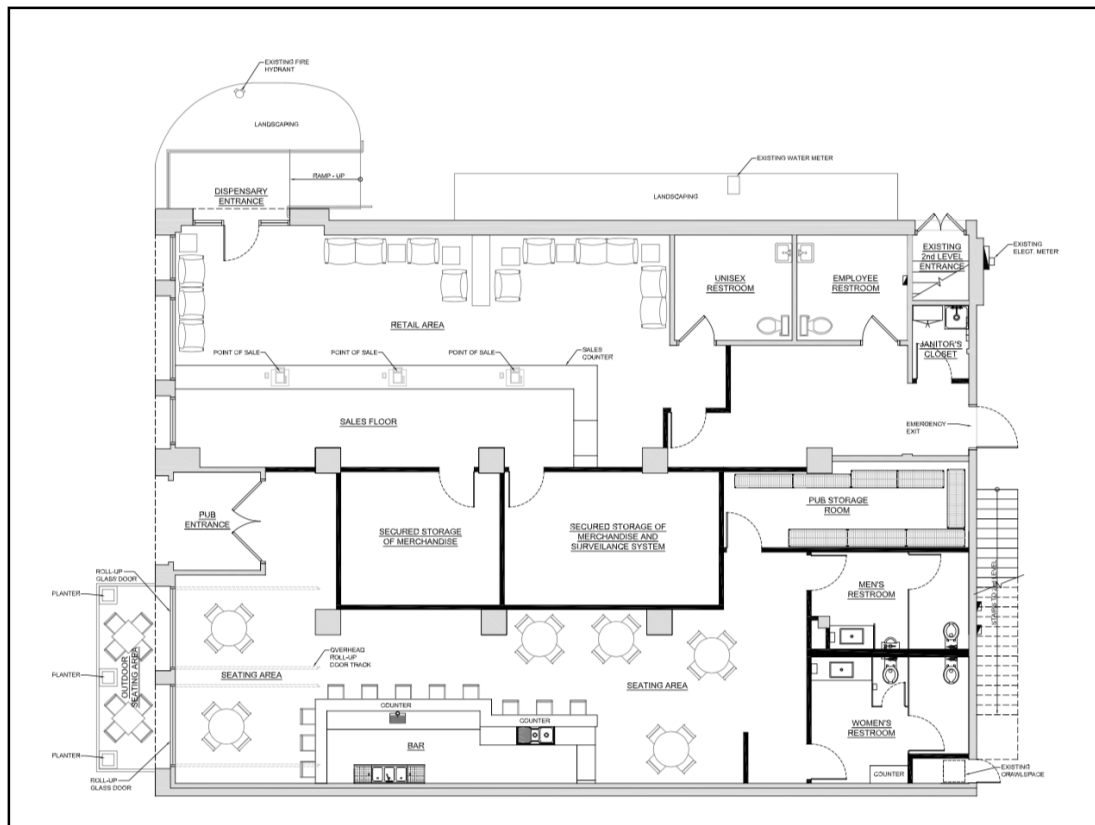 EXISTING FIRE
HYDRANT
LANDSCAPING
EXISTING WATER METER
RAMP - UP
DISPENSARY
ENTRANCE
LANDSCAPING
EXISTING
2nd LEVEL
ENTRANCE
EXISTING
ELECT. METER
UNISEX
RESTROOM
EMPLOYEE
RESTROOM
RETAIL AREA
POINT OF SALE
POINT OF SALE
POINT OF SALE
SALES
COUNTER
JANITOR'S
CLOSET
SALES FLOOR
EMERGENCY
EXIT
PUB
ENTRANCE
SECURED STORAGE
OF MERCHANDISE
SECURED STORAGE OF
MERCHANDISE AND
SURVEILANCE SYSTEM
PUB STORAGE
ROOM
ROLL-UP
GLASS DOOR
PLANTER
MEN'S
RESTROOM
STAIRS TO 2nd LEVEL
OVERHEAD
ROLL-UP
DOOR TRACK
OUTDOOR
SEATING AREA
PLANTER
SEATING AREA
SEATING AREA
COUNTER
COUNTER
WOMEN'S
RESTROOM
BAR
PLANTER
ROLL-UP
GLASS DOOR
COUNTER
EXISTING
CRAWLSPACE